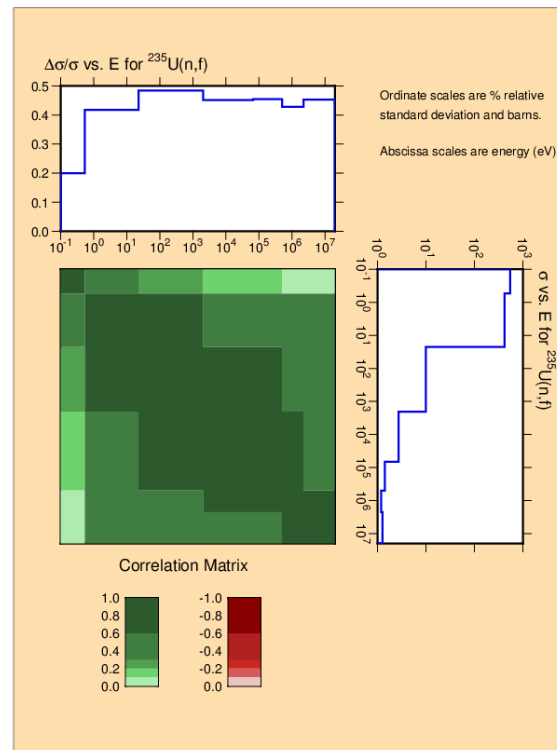 Δσ/σ vs. E for ²³⁵U(n,f)
0.5
0.4
0.3
0.2
0.1
0.0
10⁻¹ 10⁰ 10¹ 10² 10³ 10⁴ 10⁵ 10⁶ 10⁷
Ordinate scales are % relative
standard deviation and barns.
Abscissa scales are energy (eV).
10⁰ 10¹ 10² 10³
σ vs. E for ²³⁵U(n,f)
10⁻¹
10⁰
10¹
10²
10³
10⁴
10⁵
10⁶
10⁷
Correlation Matrix
1.0 -1.0
0.8 -0.8
0.6 -0.6
0.4 -0.4
0.2 -0.2
0.0 0.0